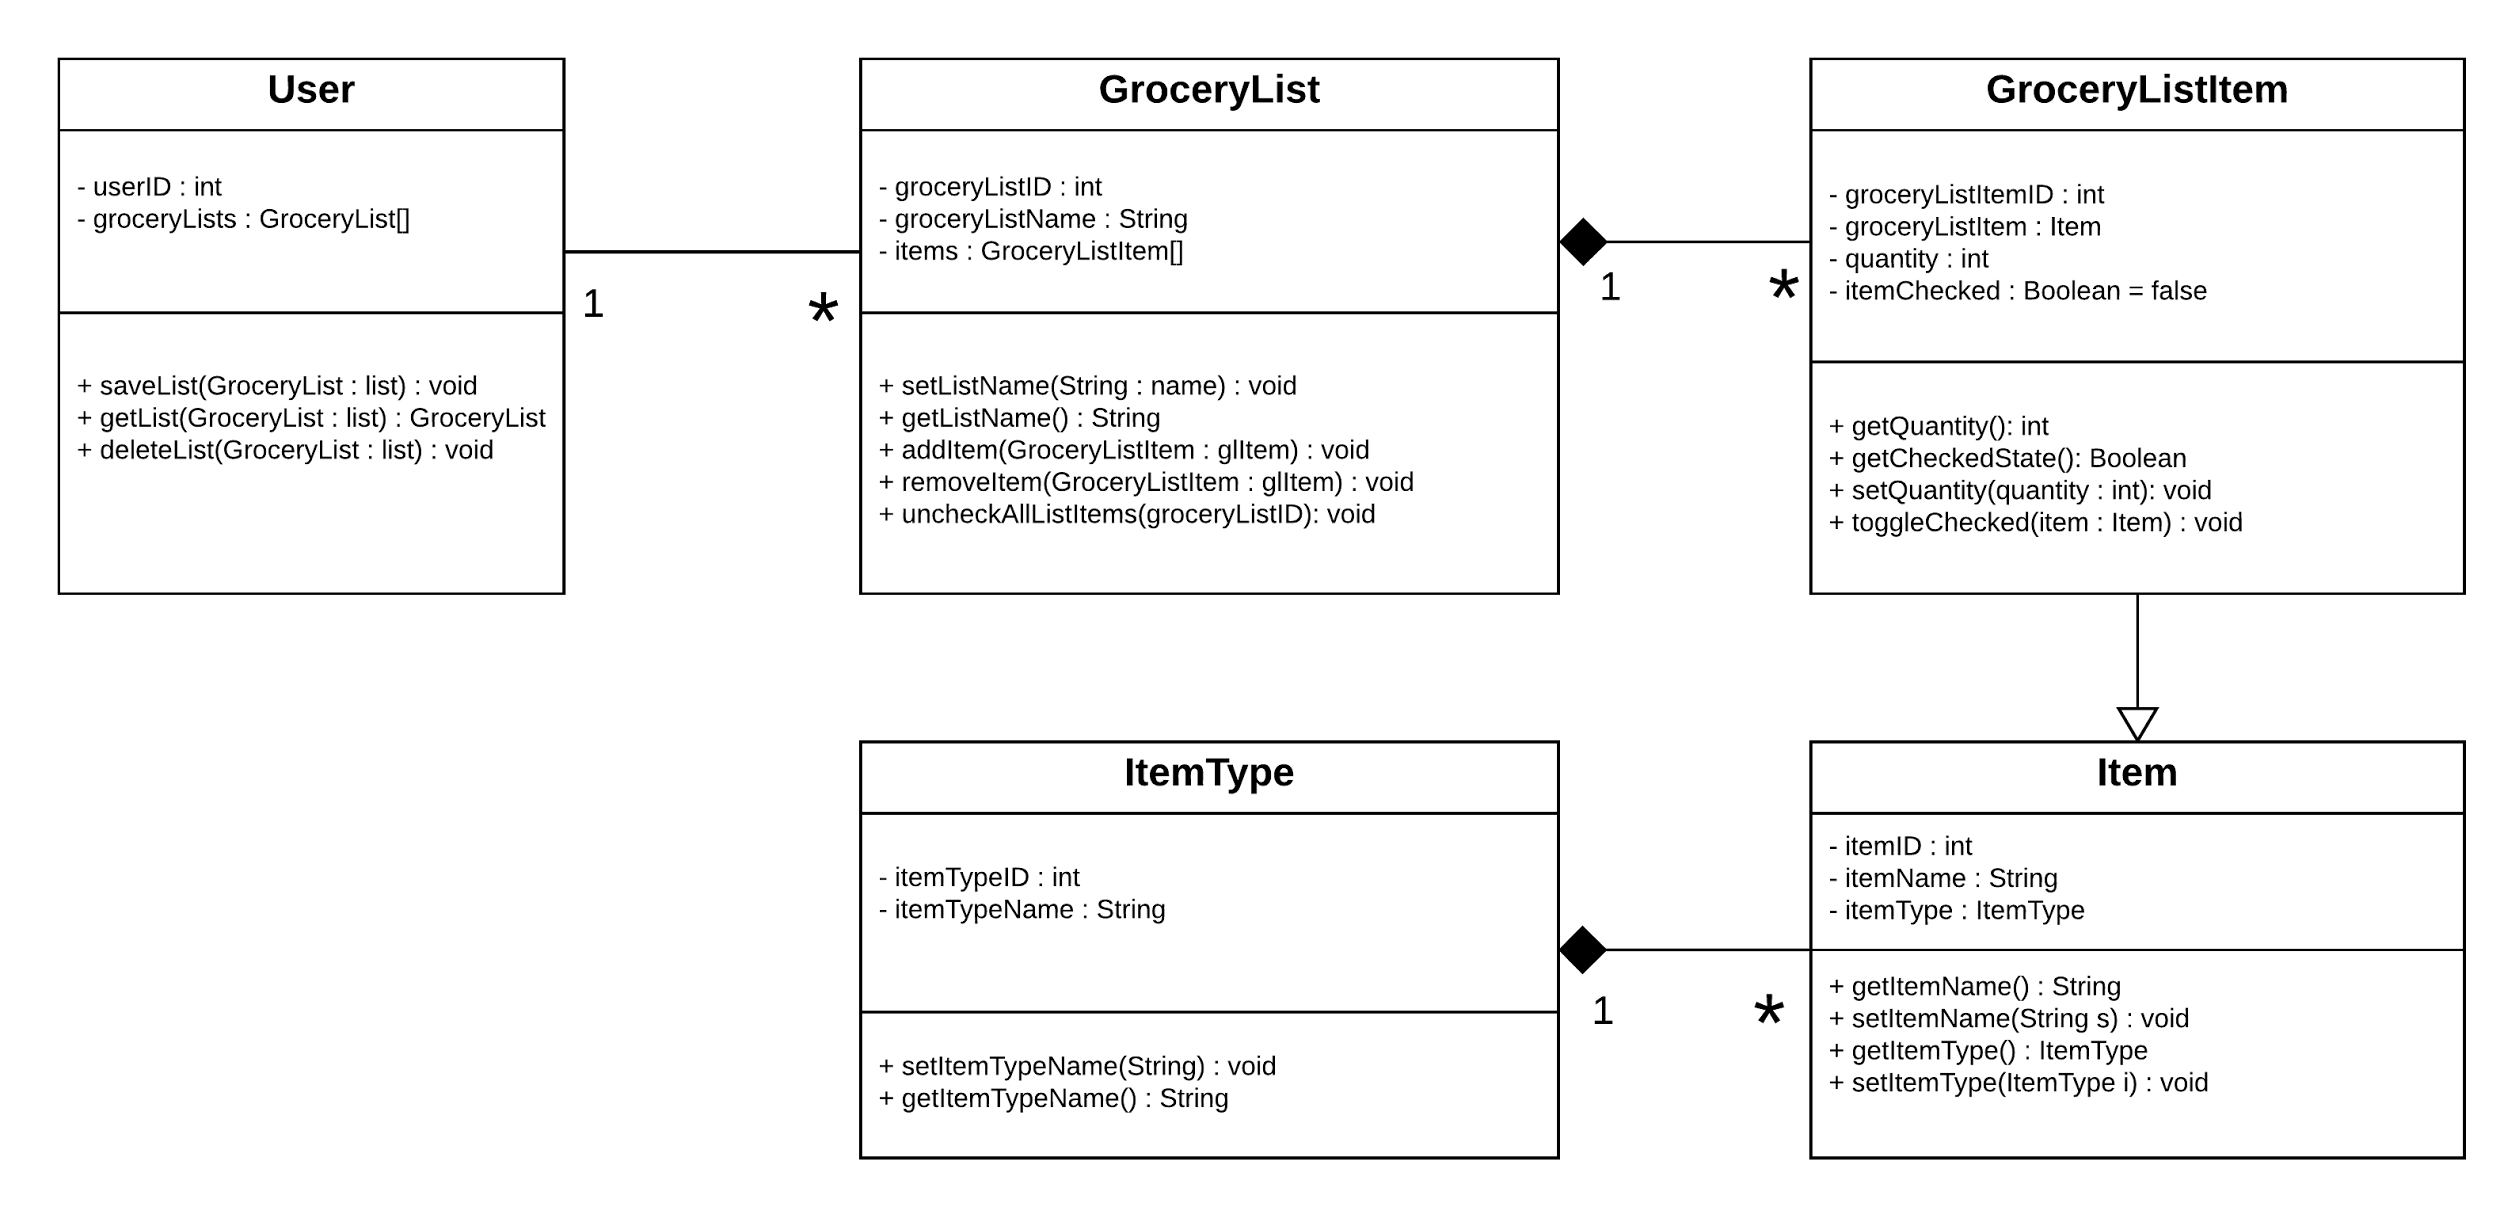 User
- userID : int
- groceryLists : GroceryList[]
+ saveList(GroceryList : list) : void
+ getList(GroceryList : list) : GroceryList
+ deleteList(GroceryList : list) : void
1
*
GroceryList
- groceryListID : int
- groceryListName : String
- items : GroceryListItem[]
+ setListName(String : name) : void
+ getListName() : String
+ addItem(GroceryListItem : glItem) : void
+ removeItem(GroceryListItem : glItem) : void
+ uncheckAllListItems(groceryListID): void
1
*
GroceryListItem
- groceryListItemID : int
- groceryListItem : Item
- quantity : int
- itemChecked : Boolean = false
+ getQuantity(): int
+ getCheckedState(): Boolean
+ setQuantity(quantity : int): void
+ toggleChecked(item : Item) : void
ItemType
- itemTypeID : int
- itemTypeName : String
+ setItemTypeName(String) : void
+ getItemTypeName() : String
1
*
Item
- itemID : int
- itemName : String
- itemType : ItemType
+ getItemName() : String
+ setItemName(String s) : void
+ getItemType() : ItemType
+ setItemType(ItemType i) : void